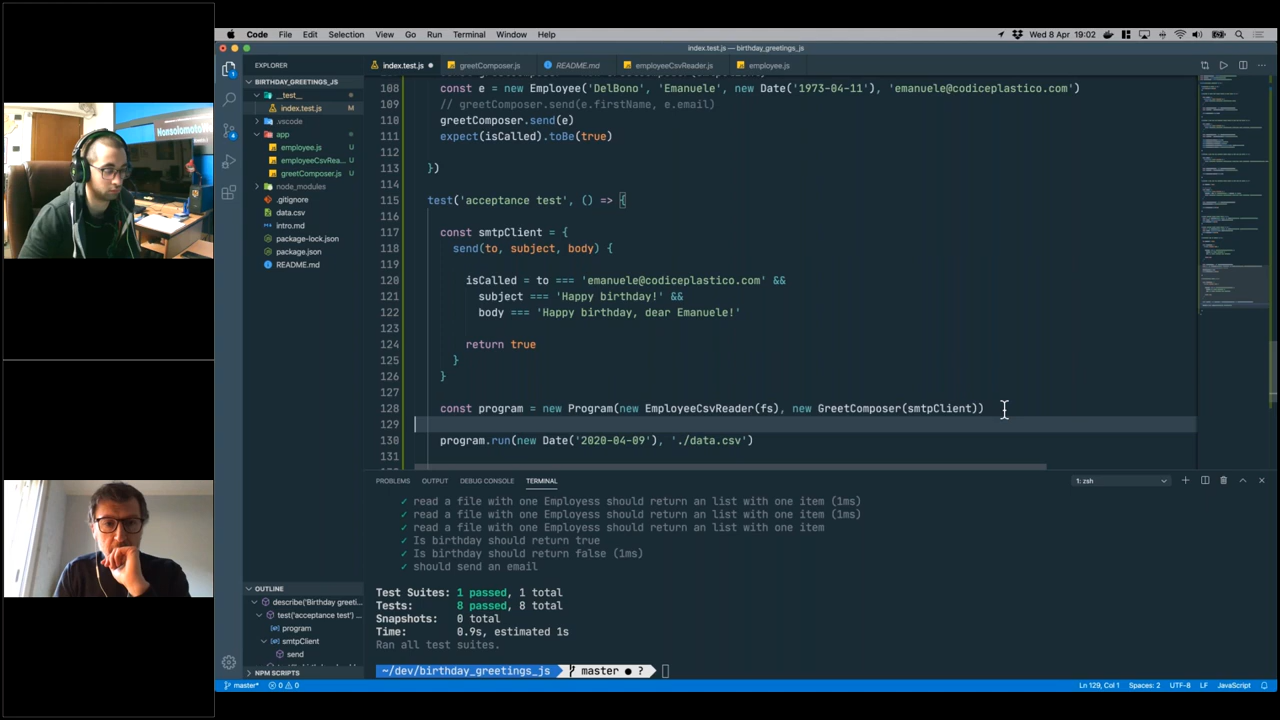 Code File Edit Selection View Go Run Terminal Window Help
Wed 8 Apr 19:02
index.test.js — birthday_greetings_js
EXPLORER
index.test.js
greetComposer.js
README.md
employeeCsvReader.js
employee.js
BIRTHDAY_GREETINGS_JS
__test__
index.test.js M
.vscode
app
employee.js U
employeeCsvRea... U
greetComposer.js U
node_modules
.gitignore
data.csv
intro.md
package-lock.json
package.json
README.md
108 const e = new Employee('DelBono', 'Emanuele', new Date('1973-04-11'), 'emanuele@codiceplastico.com')
109 // greetComposer.send(e.firstName, e.email)
110 greetComposer.send(e)
111 expect(isCalled).toBe(true)
112
113 })
114
115 test('acceptance test', () => {
116
117 const smtpClient = {
118 send(to, subject, body) {
119
120 isCalled = to === 'emanuele@codiceplastico.com' &&
121 subject === 'Happy birthday!' &&
122 body === 'Happy birthday, dear Emanuele!'
123
124 return true
125 }
126 }
127
128 const program = new Program(new EmployeeCsvReader(fs), new GreetComposer(smtpClient))
129
130 program.run(new Date('2020-04-09'), './data.csv')
131
PROBLEMS OUTPUT DEBUG CONSOLE TERMINAL
1: zsh
✓ read a file with one Employess should return an list with one item (1ms)
✓ read a file with one Employess should return an list with one item (1ms)
✓ read a file with one Employess should return an list with one item
✓ Is birthday should return true
✓ Is birthday should return false (1ms)
✓ should send an email
Test Suites: 1 passed, 1 total
Tests: 8 passed, 8 total
Snapshots: 0 total
Time: 0.9s, estimated 1s
Ran all test suites.
~/dev/birthday_greetings_js master ● ?
OUTLINE
describe('Birthday greeti...
test('acceptance test') ...
program
smtpClient
send
NPM SCRIPTS
master*
0 0
Ln 129, Col 1 Spaces: 2 UTF-8 LF JavaScript